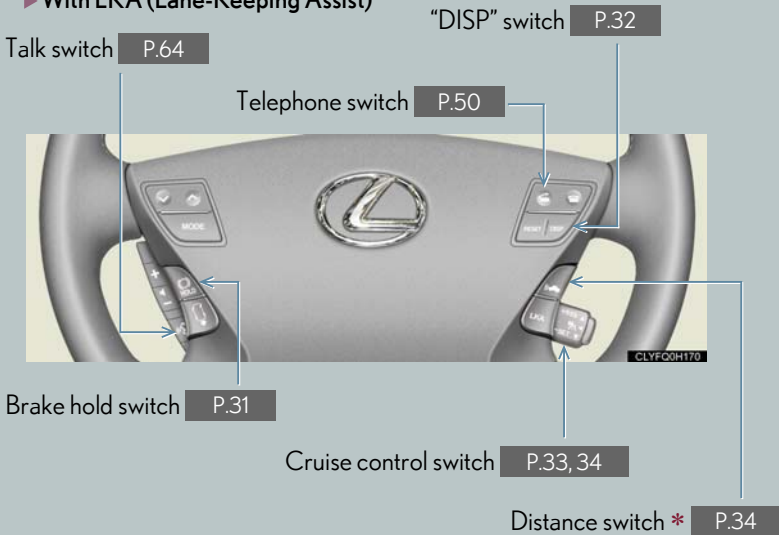 With LKA (Lane-Keeping Assist)
“DISP” switch P.32
Talk switch P.64
Telephone switch P.50
MODE
RESET DISP
+
HOLD
−
LKA
CLYFQ0H170
Brake hold switch P.31
Cruise control switch P.33, 34
Distance switch * P.34